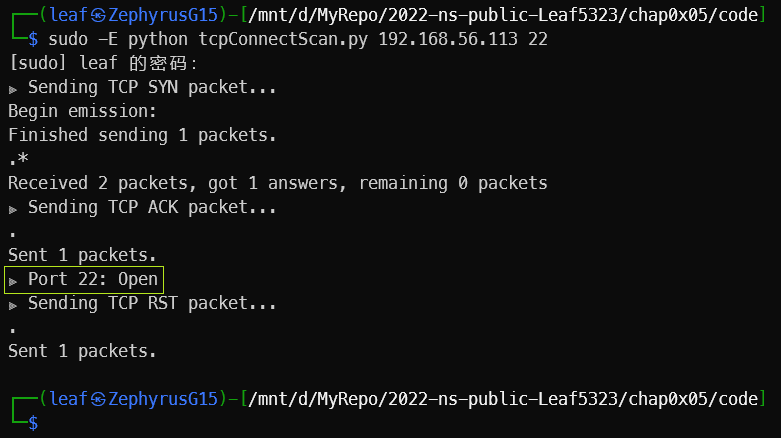 ┌──(leaf㉿ZephyrusG15)-[/mnt/d/MyRepo/2022-ns-public-Leaf5323/chap0x05/code]
└─$ sudo -E python tcpConnectScan.py 192.168.56.113 22
[sudo] leaf 的密码:
▶ Sending TCP SYN packet...
Begin emission:
Finished sending 1 packets.
.*
Received 2 packets, got 1 answers, remaining 0 packets
▶ Sending TCP ACK packet...
.
Sent 1 packets.
▶ Port 22: Open
▶ Sending TCP RST packet...
.
Sent 1 packets.
┌──(leaf㉿ZephyrusG15)-[/mnt/d/MyRepo/2022-ns-public-Leaf5323/chap0x05/code]
└─$